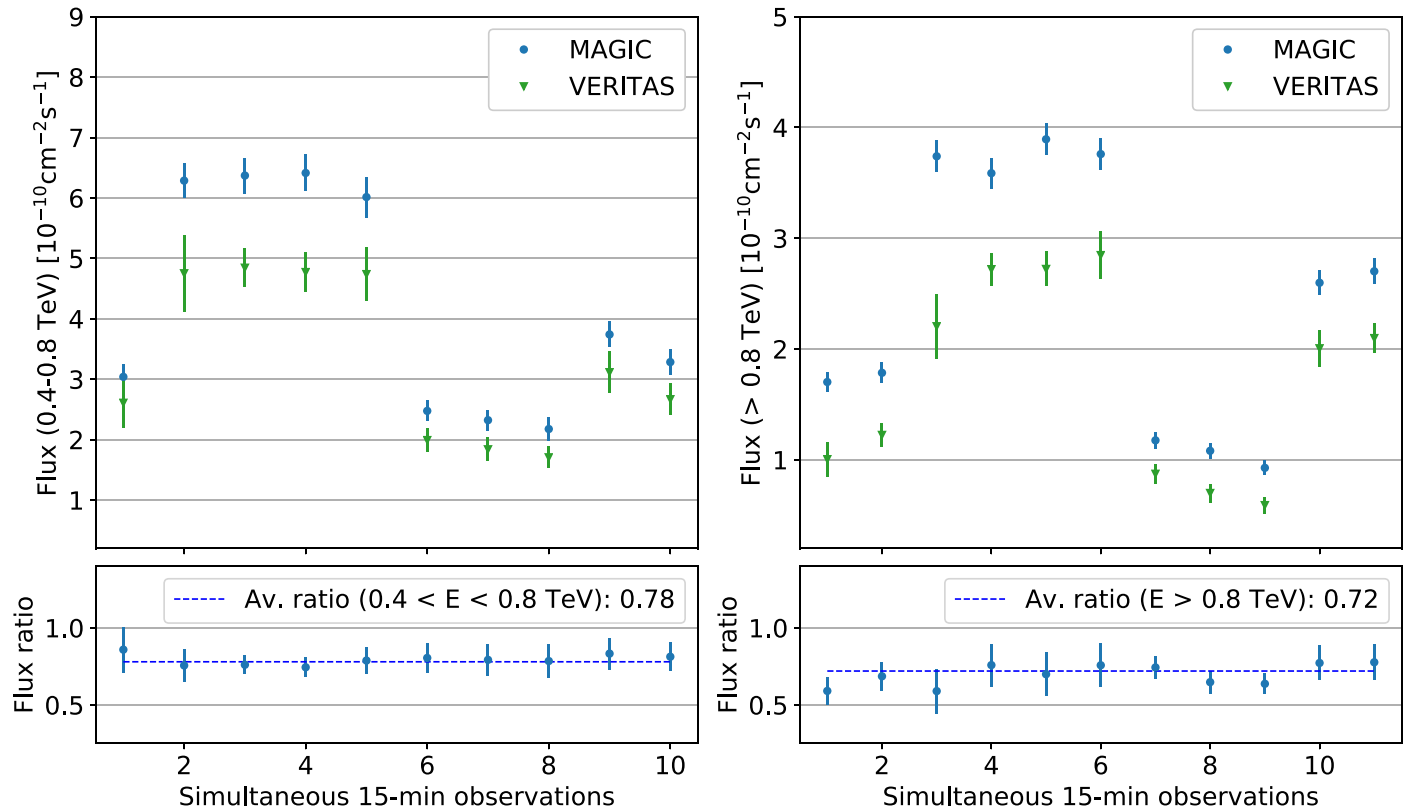 9
8
7
6
5
4
3
2
1
Flux (0.4-0.8 TeV) [10⁻¹⁰cm⁻²s⁻¹]
MAGIC
VERITAS
5
4
3
2
1
Flux (> 0.8 TeV) [10⁻¹⁰cm⁻²s⁻¹]
MAGIC
VERITAS
1.0
0.5
Flux ratio
Av. ratio (0.4 < E < 0.8 TeV): 0.78
2 4 6 8 10
Simultaneous 15-min observations
1.0
0.5
Flux ratio
Av. ratio (E > 0.8 TeV): 0.72
2 4 6 8 10
Simultaneous 15-min observations